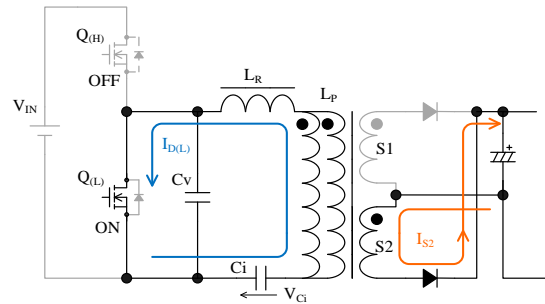 Q(H)
OFF
LR
LP
VIN
ID(L)
S1
+
Q(L)
Cv
ON
S2
IS2
Ci
VCi